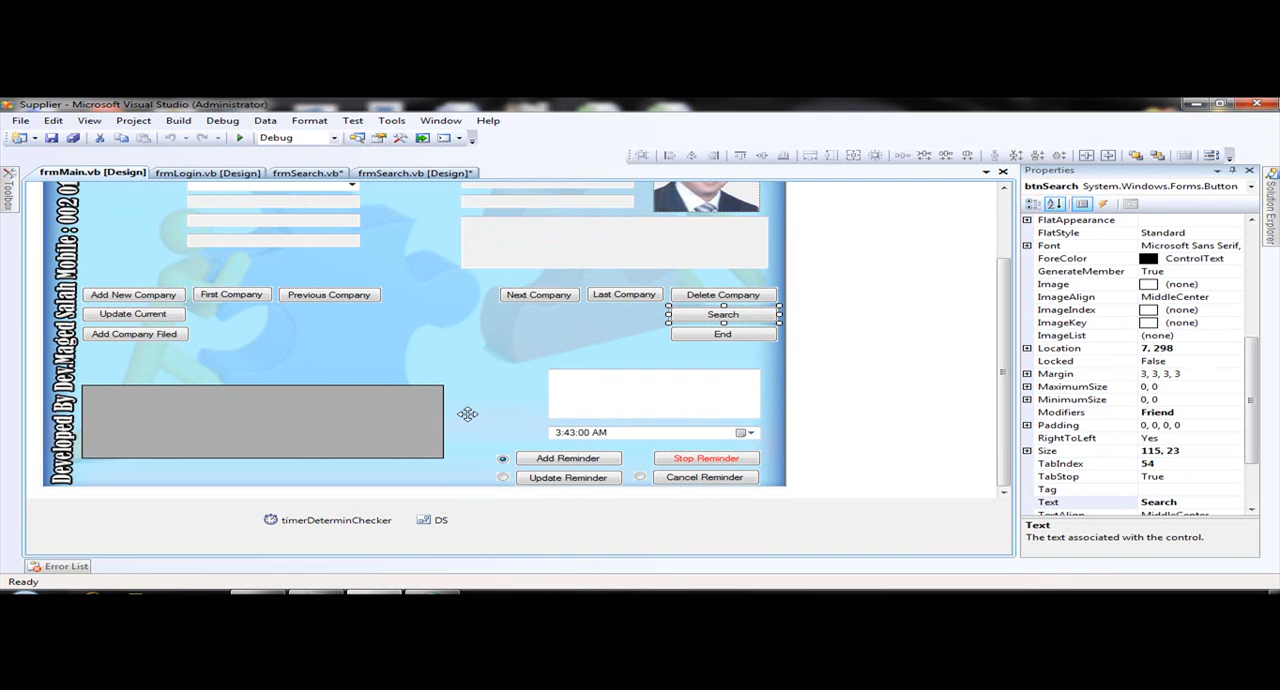 Supplier - Microsoft Visual Studio (Administrator)
File Edit View Project Build Debug Data Format Test Tools Window Help
Debug
frmMain.vb [Design] frmLogin.vb [Design] frmSearch.vb* frmSearch.vb [Design]*
Toolbox
Developed By Dev.Maged Salah Mobile : 002
Add New Company First Company Previous Company Next Company Last Company Delete Company
Update Current Search
Add Company Filed End
3:43:00 AM
Add Reminder Stop Reminder
Update Reminder Cancel Reminder
timerDeterminChecker DS
Properties
btnSearch System.Windows.Forms.Button
FlatAppearance
FlatStyle Standard
Font Microsoft Sans Serif,
ForeColor ControlText
GenerateMember True
Image (none)
ImageAlign MiddleCenter
ImageIndex (none)
ImageKey (none)
ImageList (none)
Location 7, 298
Locked False
Margin 3, 3, 3, 3
MaximumSize 0, 0
MinimumSize 0, 0
Modifiers Friend
Padding 0, 0, 0, 0
RightToLeft Yes
Size 115, 23
TabIndex 54
TabStop True
Tag
Text Search
TextAlign MiddleCenter
Text
The text associated with the control.
Solution Explorer
Error List
Ready